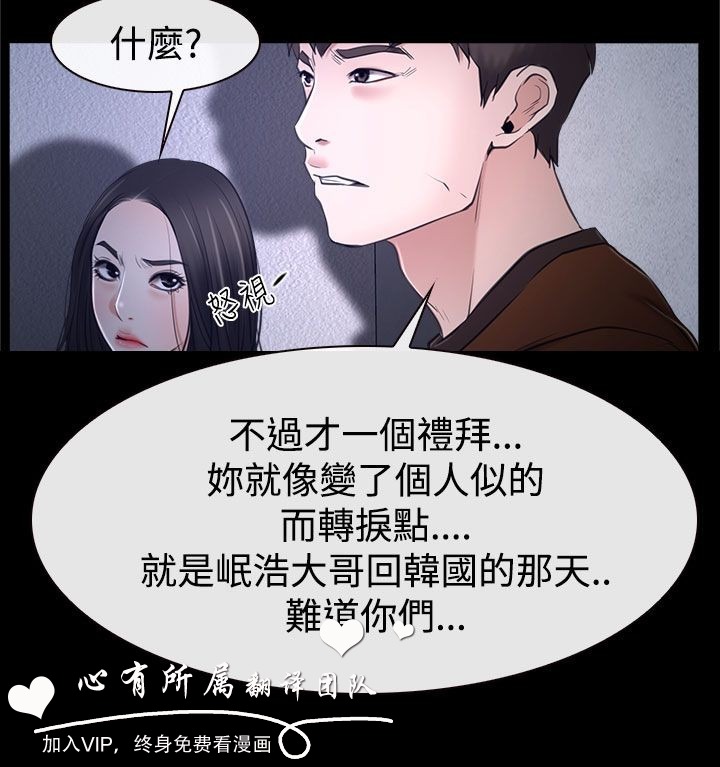 什麼?
怒視~
不過才一個禮拜...
妳就像變了個人似的
而轉捩點....
就是岷浩大哥回韓國的那天..
難道你們...
心有所属翻译团队
加入VIP，终身免费看漫画